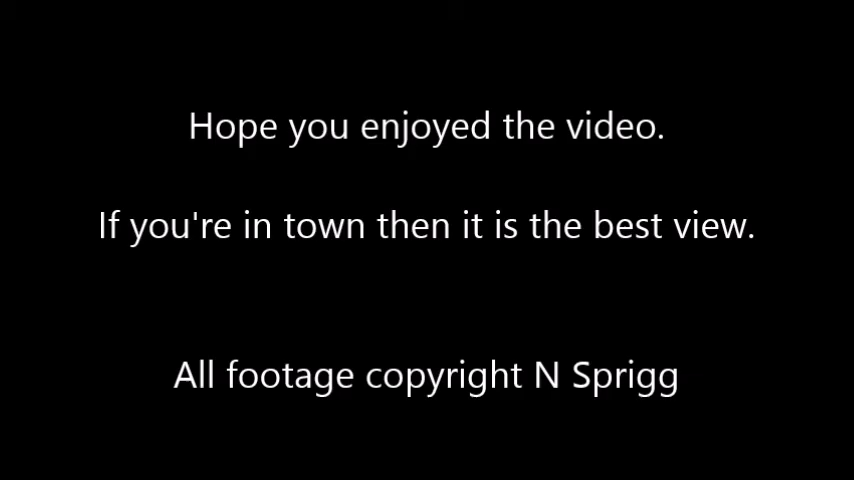 Hope you enjoyed the video.
If you're in town then it is the best view.
All footage copyright N Sprigg